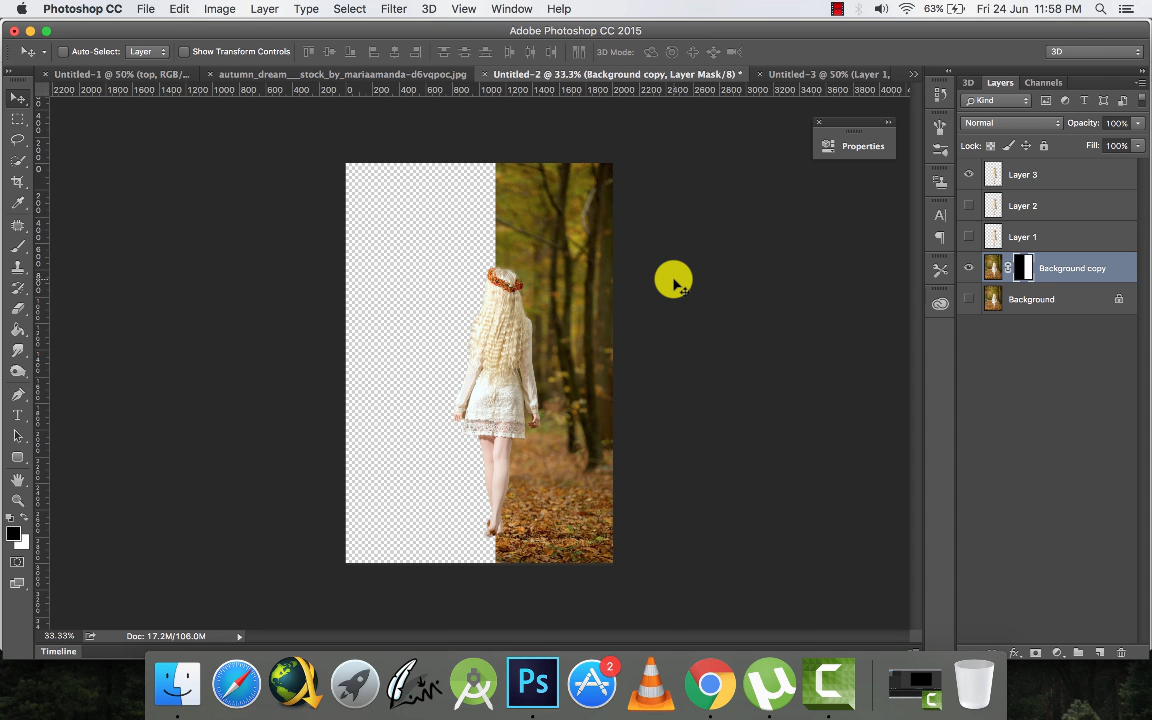 Photoshop CC File Edit Image Layer Type Select Filter 3D View Window Help 63% Fri 24 Jun 11:58 PM
Adobe Photoshop CC 2015
Auto-Select: Layer Show Transform Controls 3D Mode: 3D
Untitled-1 @ 50% (top, RGB/... autumn_dream___stock_by_mariaamanda-d6vqpoc.jpg Untitled-2 @ 33.3% (Background copy, Layer Mask/8) * Untitled-3 @ 50% (Layer 1,
2200 2000 1800 1600 1400 1200 1000 800 600 400 200 0 200 400 600 800 1000 1200 1400 1600 1800 2000 2200 2400 2600 2800 3000 3200 3400 3600 3800 4000
3D Layers Channels
Kind
Normal Opacity: 100%
Lock: Fill: 100%
Properties
Layer 3
Layer 2
Layer 1
Background copy
Background
33.33% Doc: 17.2M/106.0M
Timeline
2
Ps